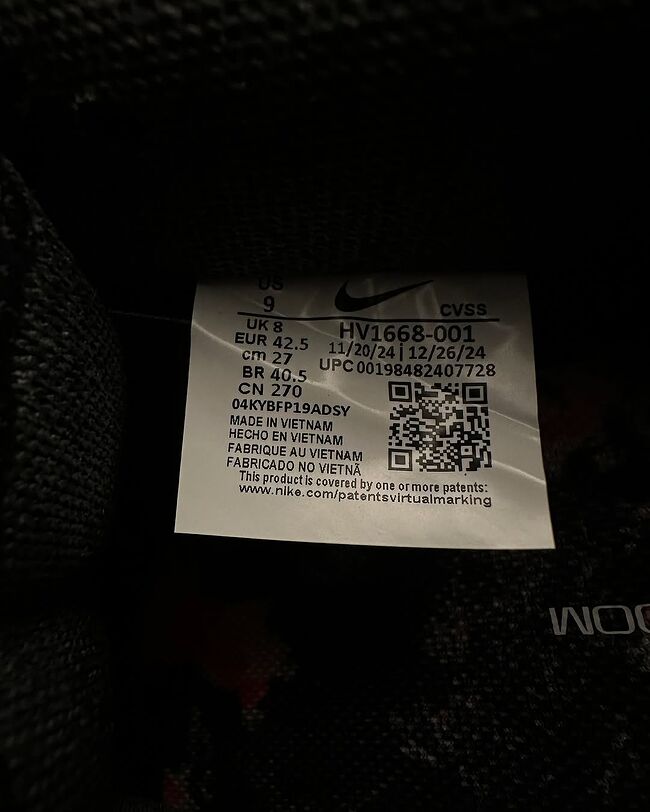 US
9
CVSS
UK 8
HV1668-001
EUR 42.5
11/20/24 | 12/26/24
cm 27
UPC 00198482407728
BR 40.5
CN 270
04KYBFP19ADSY
MADE IN VIETNAM
HECHO EN VIETNAM
FABRIQUE AU VIETNAM
FABRICADO NO VIETNÃ
This product is covered by one or more patents:
www.nike.com/patentsvirtualmarking